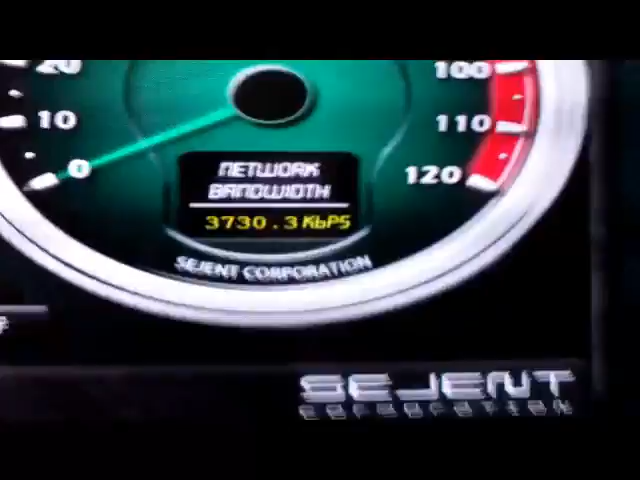 20
100
10
110
0
120
NETWORK
BANDWIDTH
3730.3 KbPS
SEJENT CORPORATION
SEJENT
CORPORATION